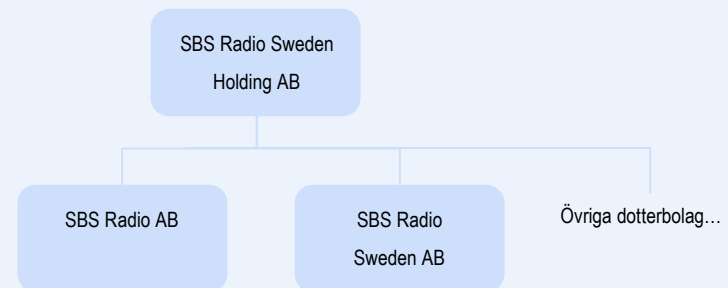 SBS Radio Sweden
Holding AB
SBS Radio AB
SBS Radio
Sweden AB
Övriga dotterbolag…